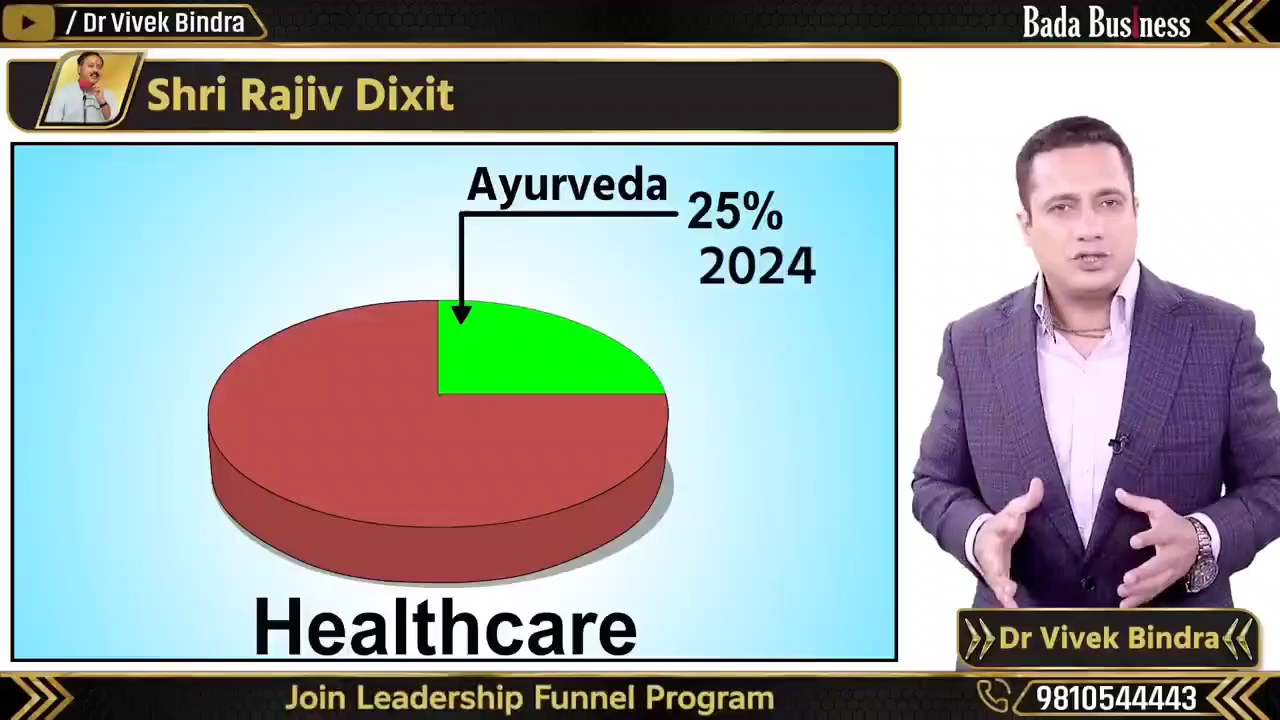 / Dr Vivek Bindra
Bada Business
Shri Rajiv Dixit
Ayurveda
25%
2024
Healthcare
Dr Vivek Bindra
Join Leadership Funnel Program
9810544443